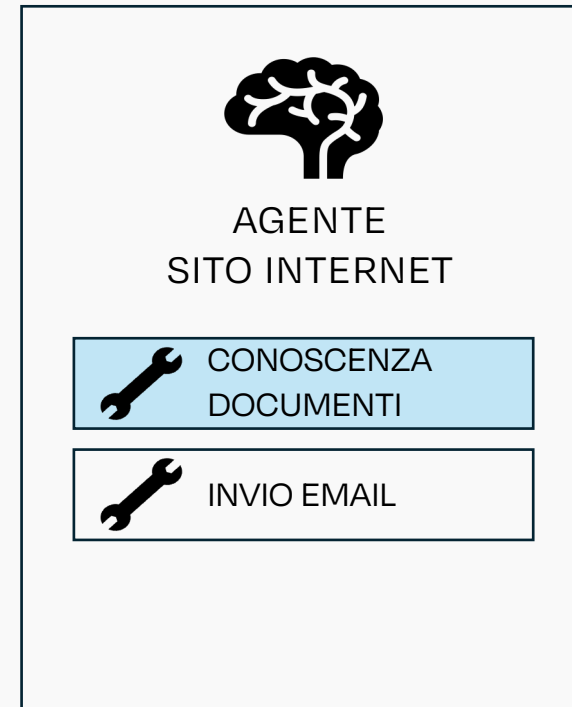 AGENTE
SITO INTERNET
CONOSCENZA
DOCUMENTI
INVIO EMAIL